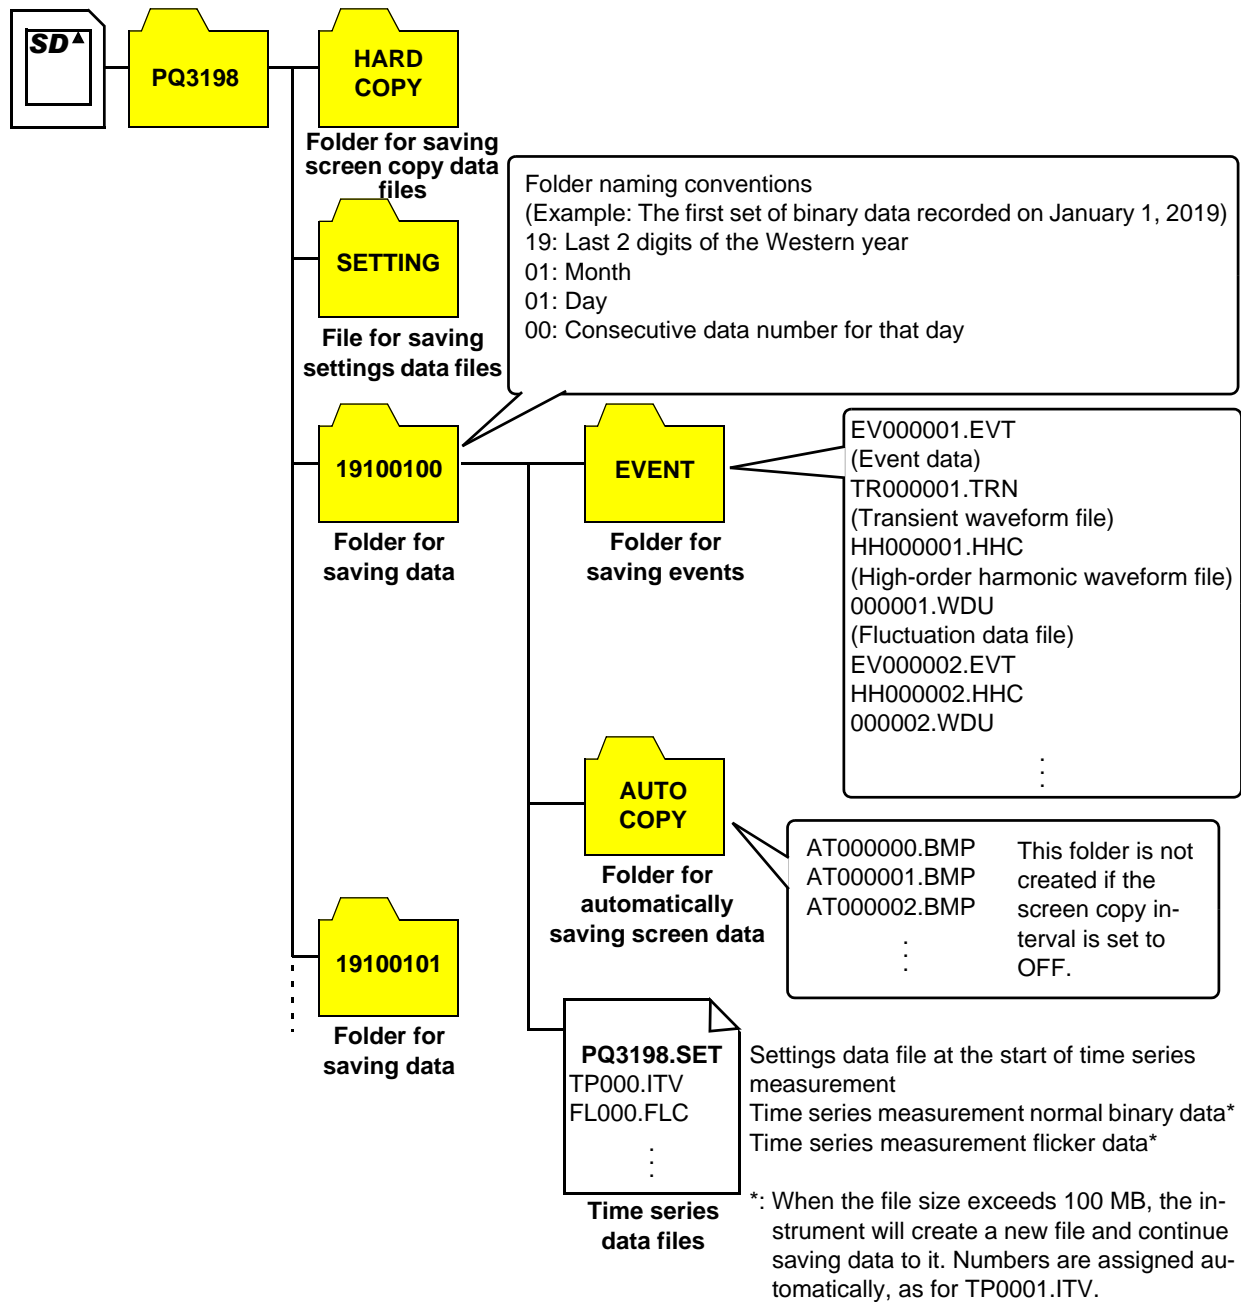 SD
PQ3198
HARD
COPY
Folder for saving
screen copy data
files
Folder naming conventions
(Example: The first set of binary data recorded on January 1, 2019)
19: Last 2 digits of the Western year
01: Month
01: Day
00: Consecutive data number for that day
SETTING
File for saving
settings data files
19100100
Folder for
saving data
EVENT
Folder for
saving events
EV000001.EVT
(Event data)
TR000001.TRN
(Transient waveform file)
HH000001.HHC
(High-order harmonic waveform file)
000001.WDU
(Fluctuation data file)
EV000002.EVT
HH000002.HHC
000002.WDU
AUTO
COPY
Folder for
automatically
saving screen data
AT000000.BMP
AT000001.BMP
AT000002.BMP
This folder is not
created if the
screen copy in-
terval is set to
OFF.
19100101
Folder for
saving data
PQ3198.SET
TP000.ITV
FL000.FLC
Time series
data files
Settings data file at the start of time series
measurement
Time series measurement normal binary data*
Time series measurement flicker data*
*: When the file size exceeds 100 MB, the in-
strument will create a new file and continue
saving data to it. Numbers are assigned au-
tomatically, as for TP0001.ITV.